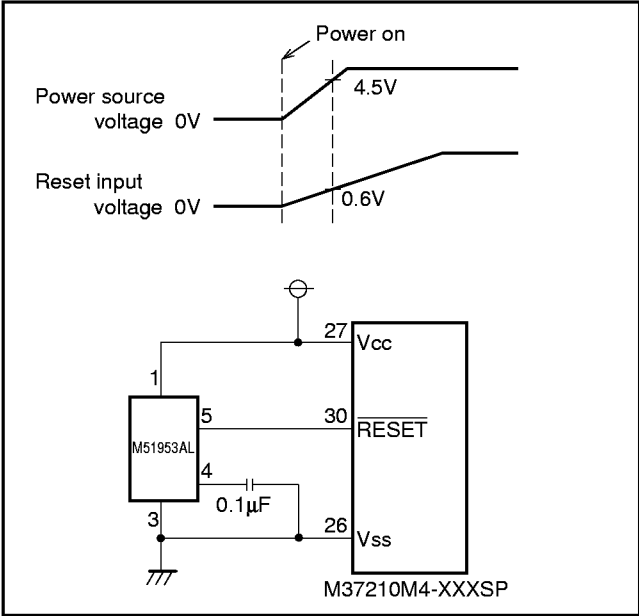 Power on
Power source
voltage 0V
4.5V
Reset input
voltage 0V
0.6V
27 Vcc
1
5
30 RESET
M51953AL
4
0.1μF
3
26 Vss
M37210M4-XXXSP